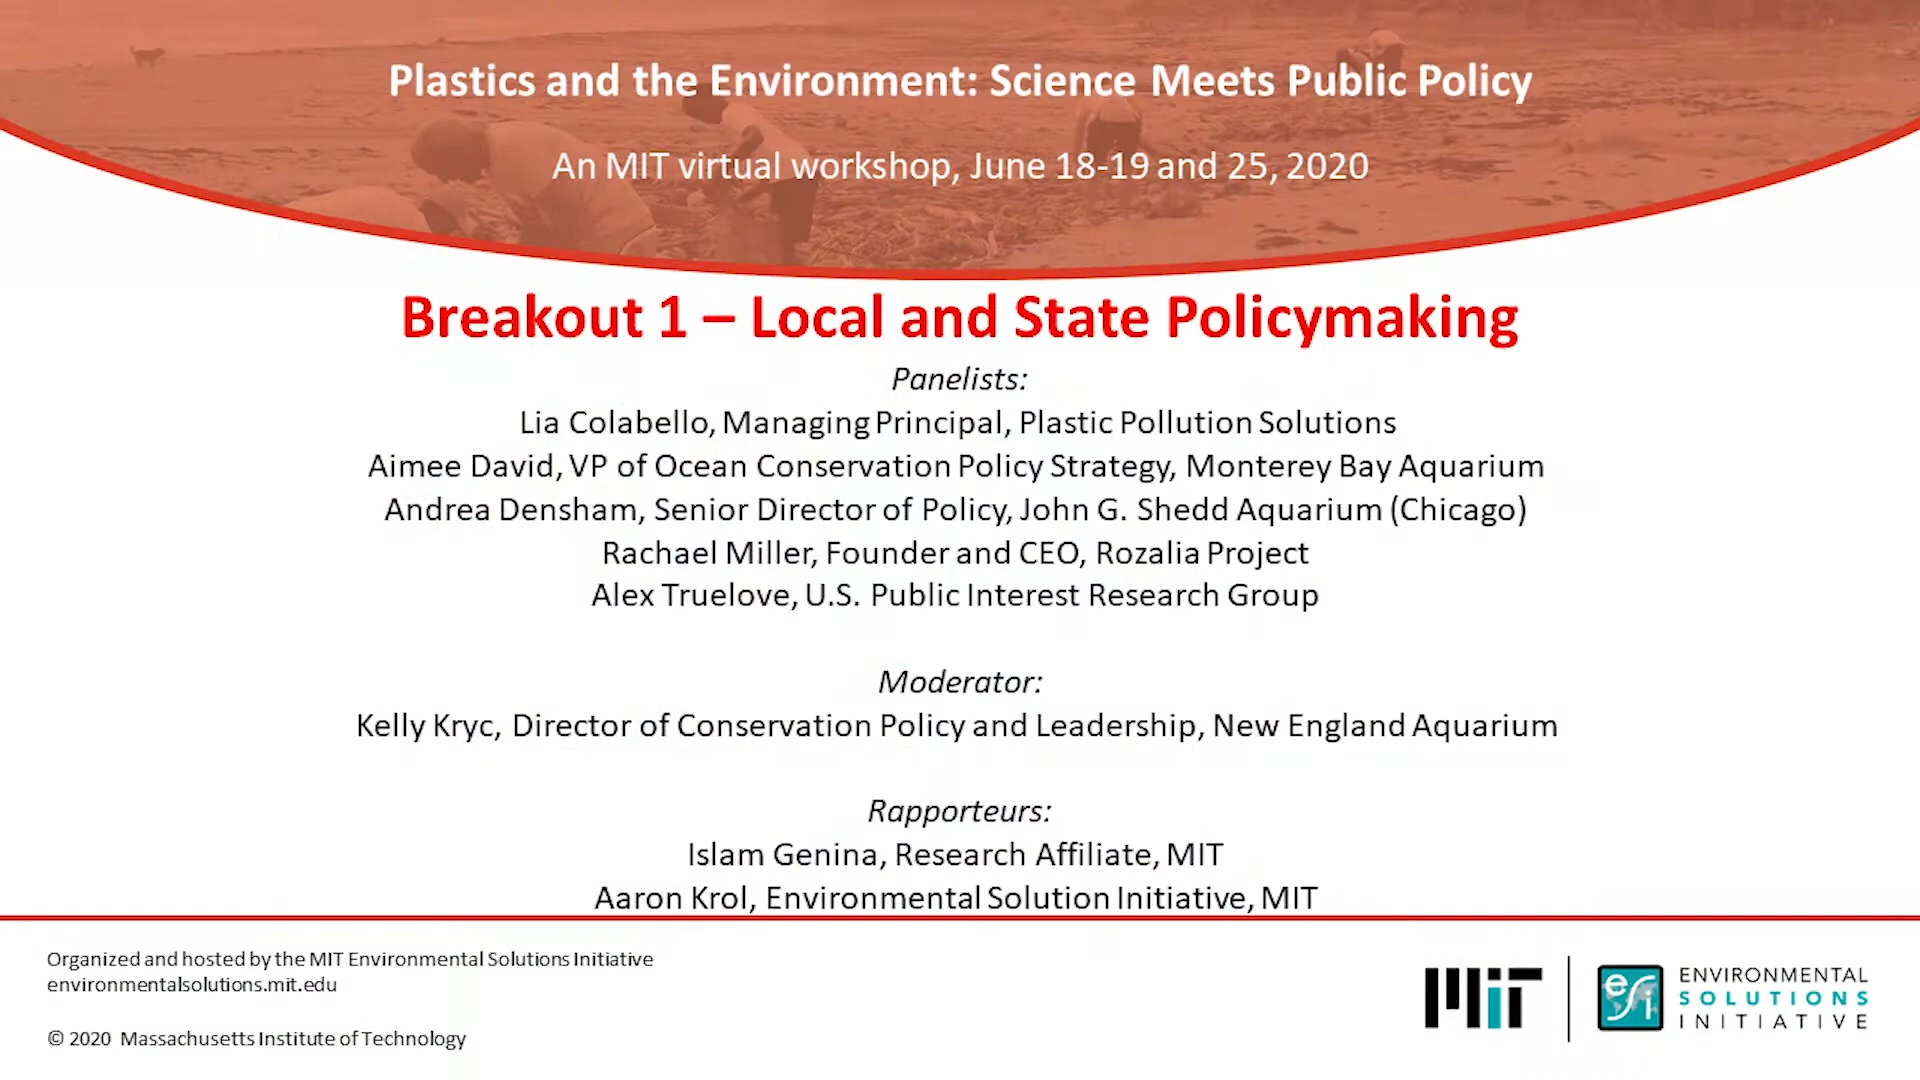 Plastics and the Environment: Science Meets Public Policy
An MIT virtual workshop, June 18-19 and 25, 2020
Breakout 1 – Local and State Policymaking
Panelists:
Lia Colabello, Managing Principal, Plastic Pollution Solutions
Aimee David, VP of Ocean Conservation Policy Strategy, Monterey Bay Aquarium
Andrea Densham, Senior Director of Policy, John G. Shedd Aquarium (Chicago)
Rachael Miller, Founder and CEO, Rozalia Project
Alex Truelove, U.S. Public Interest Research Group
Moderator:
Kelly Kryc, Director of Conservation Policy and Leadership, New England Aquarium
Rapporteurs:
Islam Genina, Research Affiliate, MIT
Aaron Krol, Environmental Solution Initiative, MIT
Organized and hosted by the MIT Environmental Solutions Initiative
environmentalsolutions.mit.edu
© 2020 Massachusetts Institute of Technology
MIT
esi
ENVIRONMENTAL
SOLUTIONS
INITIATIVE